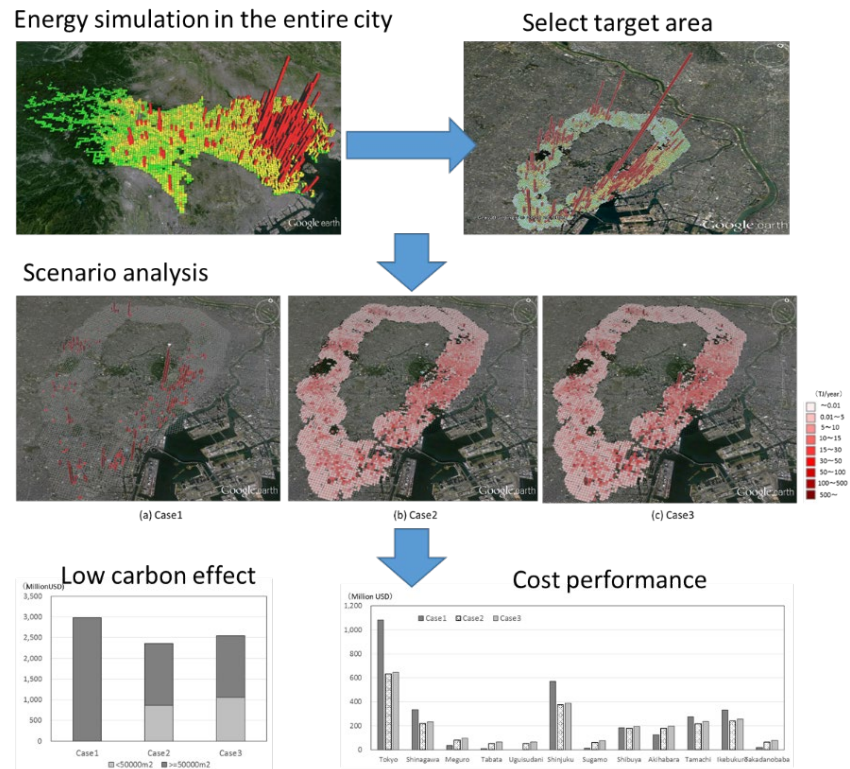 Energy simulation in the entire city
Select target area
Google earth
Google earth
Scenario analysis
Google earth
Google earth
Google earth
(TJ/year)
~0.01
0.01~5
5~10
10~15
15~30
30~50
50~100
100~500
500~
(a) Case1
(b) Case2
(c) Case3
Low carbon effect
(MillionUSD)
3,500
3,000
2,500
2,000
1,500
1,000
500
0
Case1
Case2
Case3
<50000m2
>=50000m2
Cost performance
(Million USD)
1,200
1,000
800
600
400
200
0
Case1
Case2
Case3
Tokyo
Shinagawa
Meguro
Tabata
Uguisudani
Shinjuku
Sugamo
Shibuya
Akihabara
Tamachi
Ikebukuro
Takadanobaba